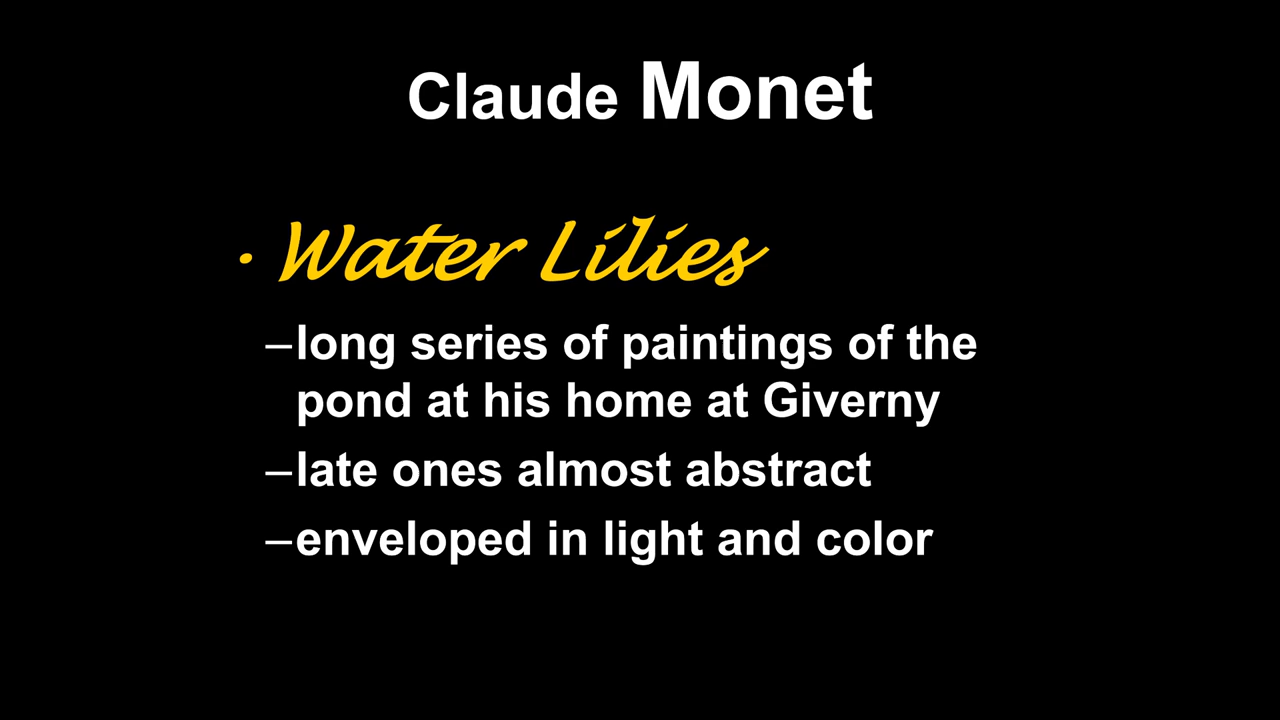 Claude Monet
• Water Lilies
–long series of paintings of the
pond at his home at Giverny
–late ones almost abstract
–enveloped in light and color